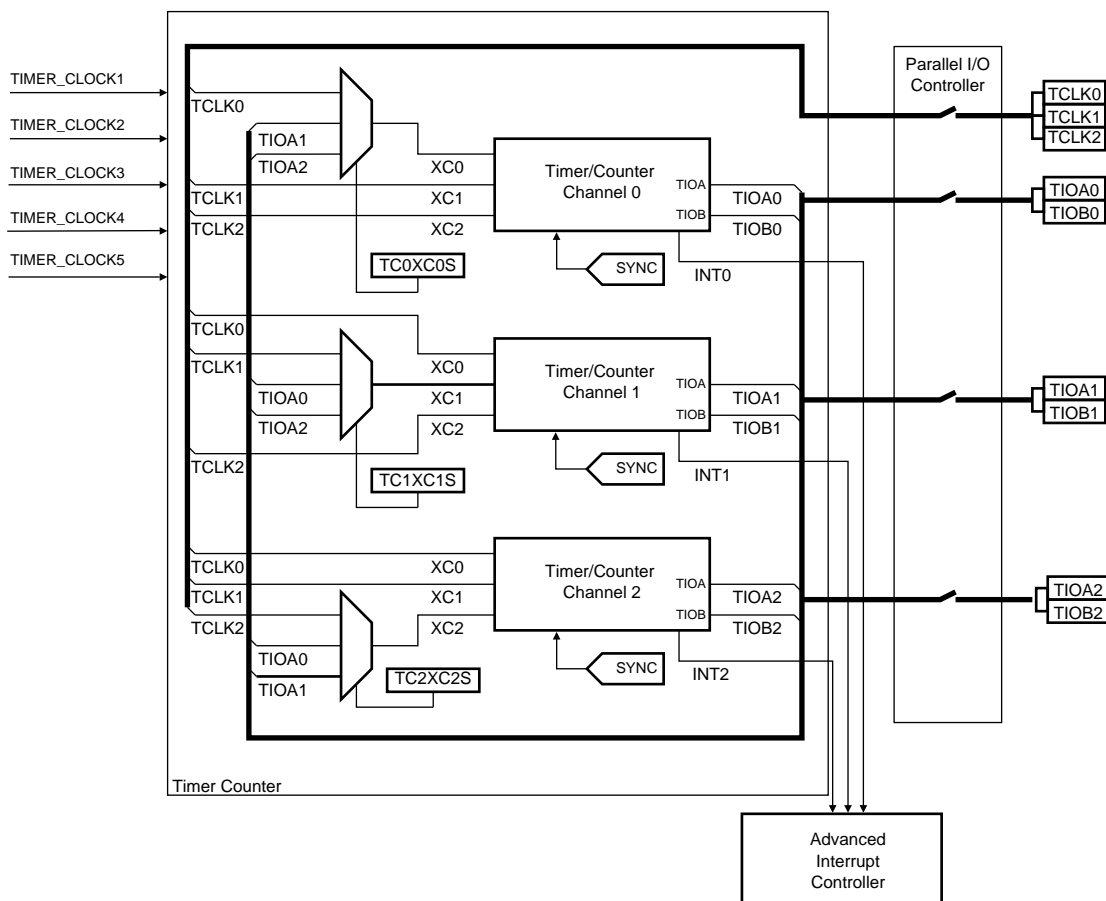 TIMER_CLOCK1
TIMER_CLOCK2
TIMER_CLOCK3
TIMER_CLOCK4
TIMER_CLOCK5
TCLK0
TIOA1
TIOA2
TCLK1
TCLK2
XC0
XC1
XC2
Timer/Counter
Channel 0
TIOA
TIOB
TIOA0
TIOB0
TC0XC0S
SYNC
INT0
TCLK0
TCLK1
TIOA0
TIOA2
TCLK2
XC0
XC1
XC2
Timer/Counter
Channel 1
TIOA
TIOB
TIOA1
TIOB1
TC1XC1S
SYNC
INT1
TCLK0
TCLK1
TCLK2
TIOA0
TIOA1
XC0
XC1
XC2
Timer/Counter
Channel 2
TIOA
TIOB
TIOA2
TIOB2
TC2XC2S
SYNC
INT2
Timer Counter
Parallel I/O
Controller
TCLK0
TCLK1
TCLK2
TIOA0
TIOB0
TIOA1
TIOB1
TIOA2
TIOB2
Advanced
Interrupt
Controller